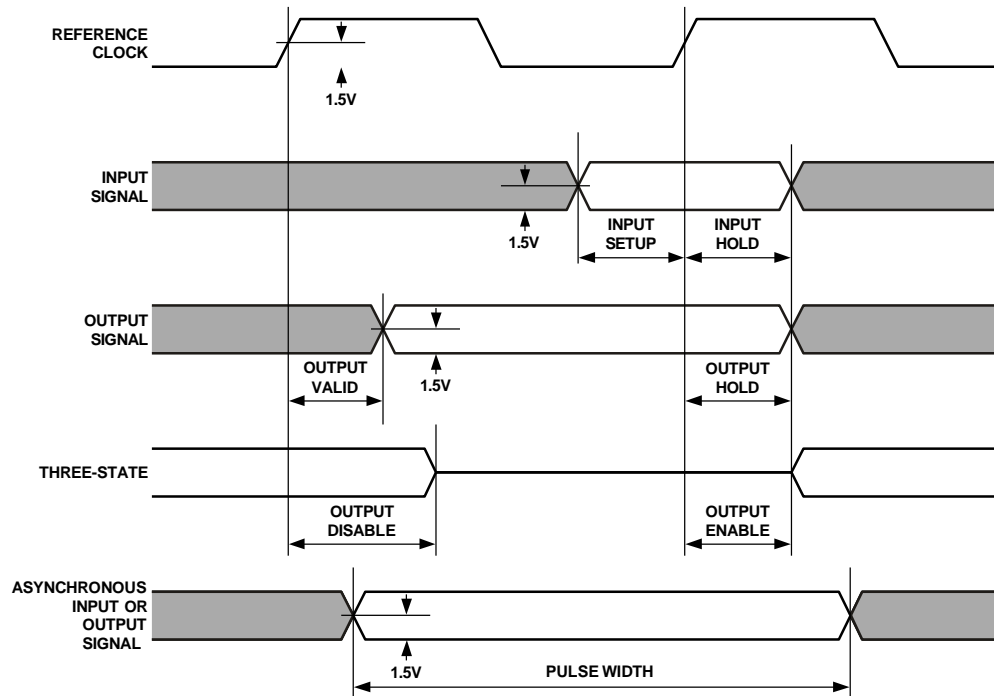 REFERENCE
CLOCK
1.5V
INPUT
SIGNAL
1.5V
INPUT
SETUP
INPUT
HOLD
OUTPUT
SIGNAL
OUTPUT
VALID
1.5V
OUTPUT
HOLD
THREE-STATE
OUTPUT
DISABLE
OUTPUT
ENABLE
ASYNCHRONOUS
INPUT OR
OUTPUT
SIGNAL
1.5V
PULSE WIDTH